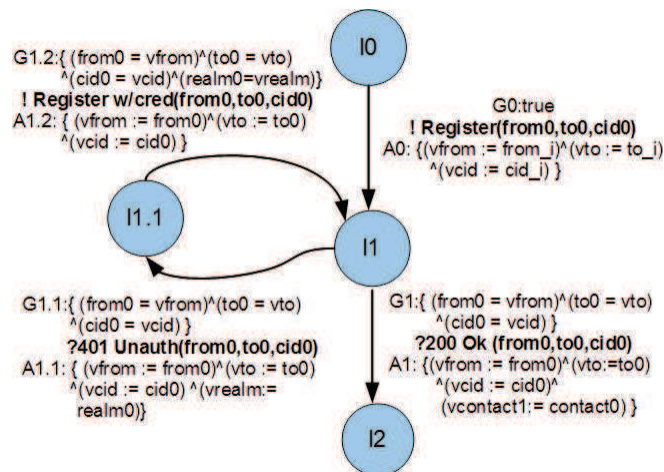 l0
G1.2:{ (from0 = vfrom)^(to0 = vto)
^(cid0 = vcid)^(realm0=vrealm)}
! Register w/cred(from0,to0,cid0)
A1.2: { (vfrom := from0)^(vto := to0)
^(vcid := cid0) }
G0:true
! Register(from0,to0,cid0)
A0: {(vfrom := from_i)^(vto := to_i)
^(vcid := cid_i) }
l1.1
l1
G1.1:{ (from0 = vfrom)^(to0 = vto)
^(cid0 = vcid) }
?401 Unauth(from0,to0,cid0)
A1.1: { (vfrom := from0)^(vto := to0)
^(vcid := cid0) ^(vrealm:=
realm0)}
G1:{ (from0 = vfrom)^(to0 = vto)
^(cid0 = vcid) }
?200 Ok (from0,to0,cid0)
A1: {(vfrom := from0)^(vto:=to0)
^(vcid := cid0)^
(vcontact1:= contact0) }
l2